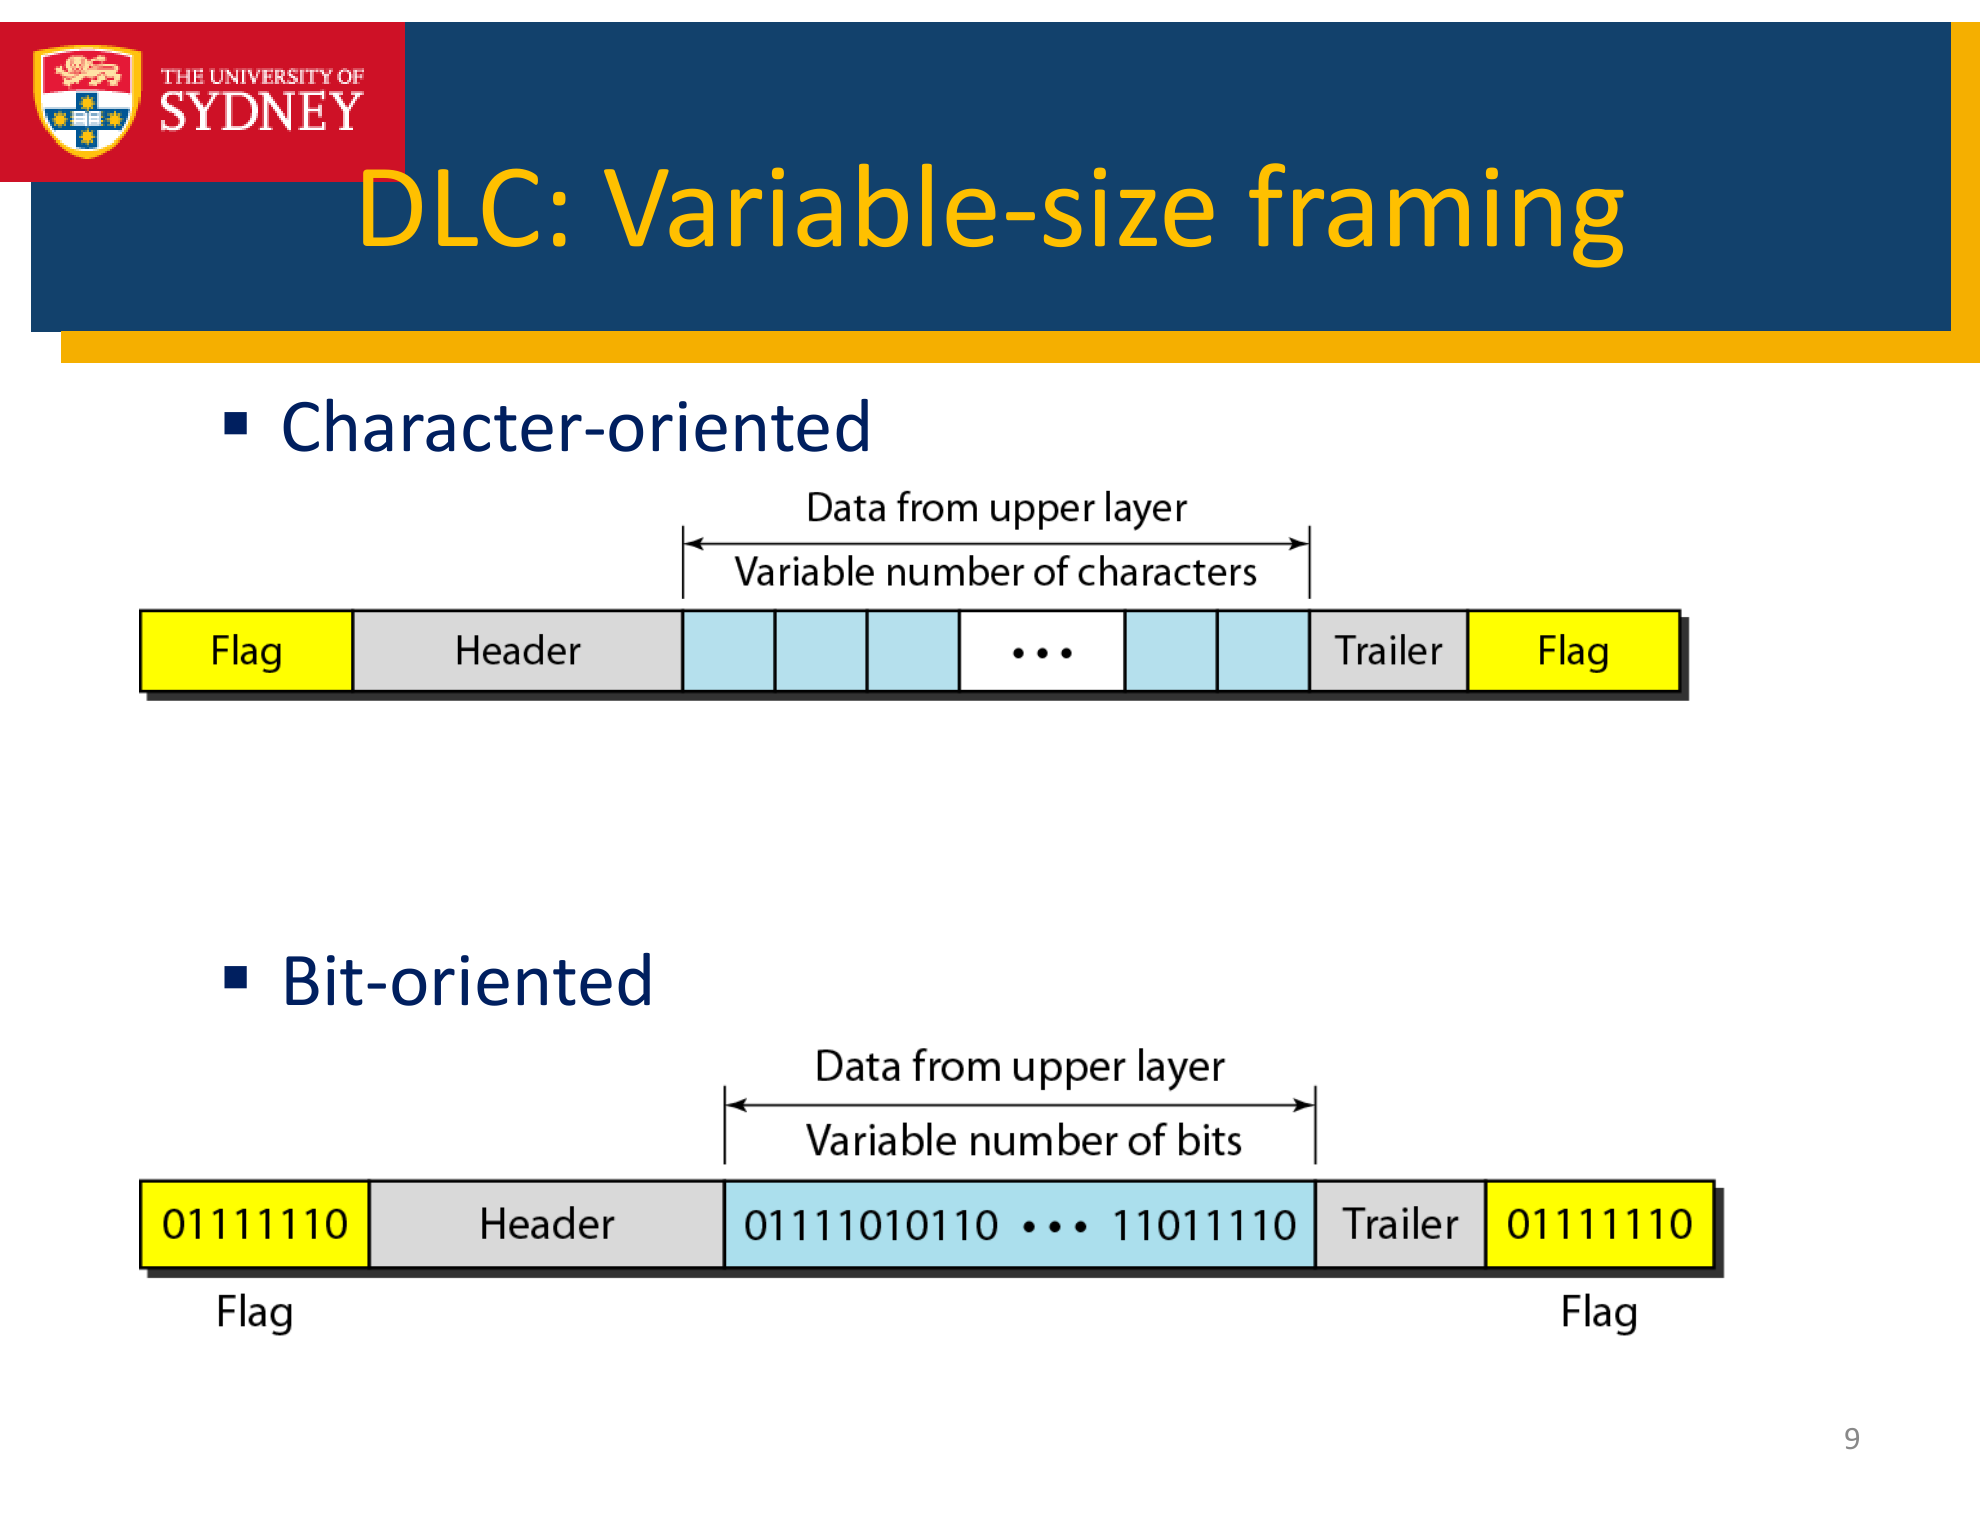 THE UNIVERSITY OF
SYDNEY
DLC: Variable-size framing
Character-oriented
Data from upper layer
Variable number of characters
Flag Header ••• Trailer Flag
Bit-oriented
Data from upper layer
Variable number of bits
01111110 Header 01111010110 ••• 11011110 Trailer 01111110
Flag Flag
9